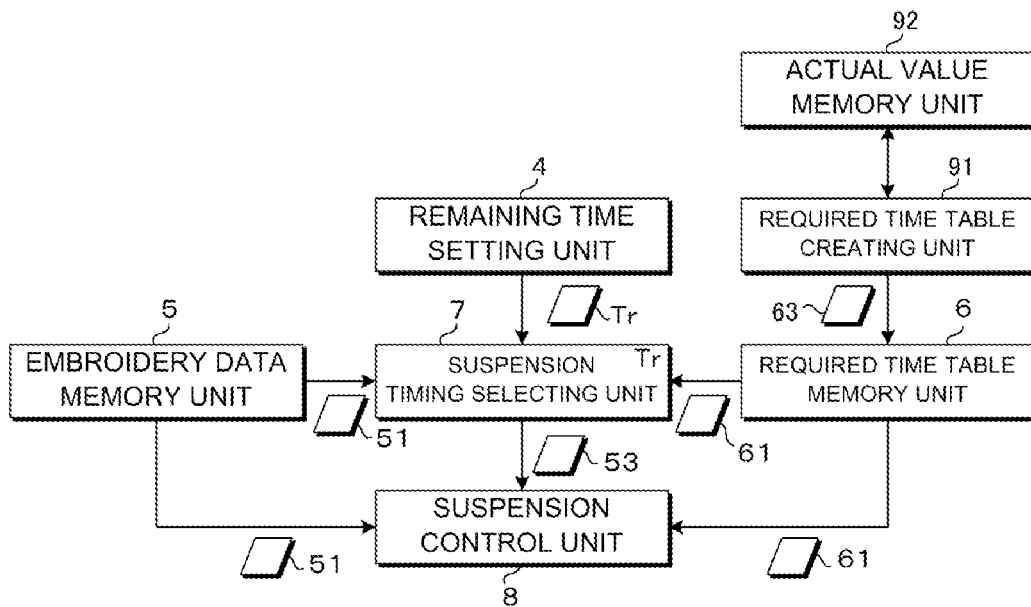 92
ACTUAL VALUE
MEMORY UNIT
4
91
REMAINING TIME
SETTING UNIT
REQUIRED TIME TABLE
CREATING UNIT
Tr
63
5
7
6
EMBROIDERY DATA
MEMORY UNIT
SUSPENSION
TIMING SELECTING UNIT
Tr
REQUIRED TIME TABLE
MEMORY UNIT
51
53
61
SUSPENSION
CONTROL UNIT
51
8
61